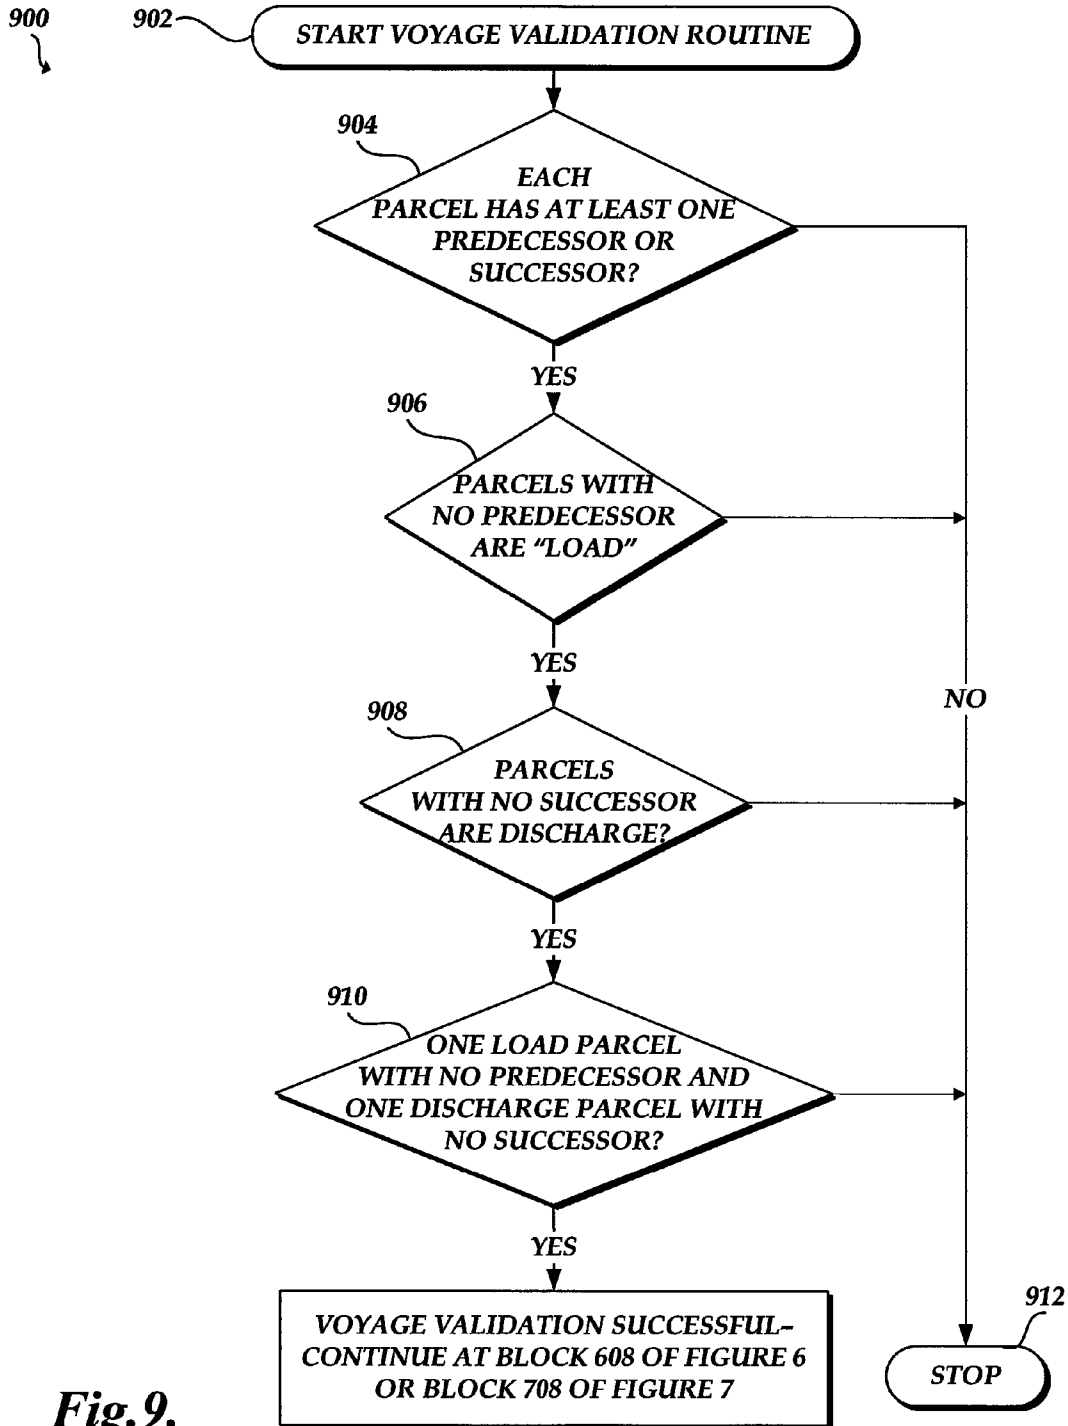 900
902
START VOYAGE VALIDATION ROUTINE
904
EACH
PARCEL HAS AT LEAST ONE
PREDECESSOR OR
SUCCESSOR?
YES
906
PARCELS WITH
NO PREDECESSOR
ARE “LOAD”
YES
NO
908
PARCELS
WITH NO SUCCESSOR
ARE DISCHARGE?
YES
910
ONE LOAD PARCEL
WITH NO PREDECESSOR AND
ONE DISCHARGE PARCEL WITH
NO SUCCESSOR?
YES
VOYAGE VALIDATION SUCCESSFUL–
CONTINUE AT BLOCK 608 OF FIGURE 6
OR BLOCK 708 OF FIGURE 7
912
STOP
Fig.9.